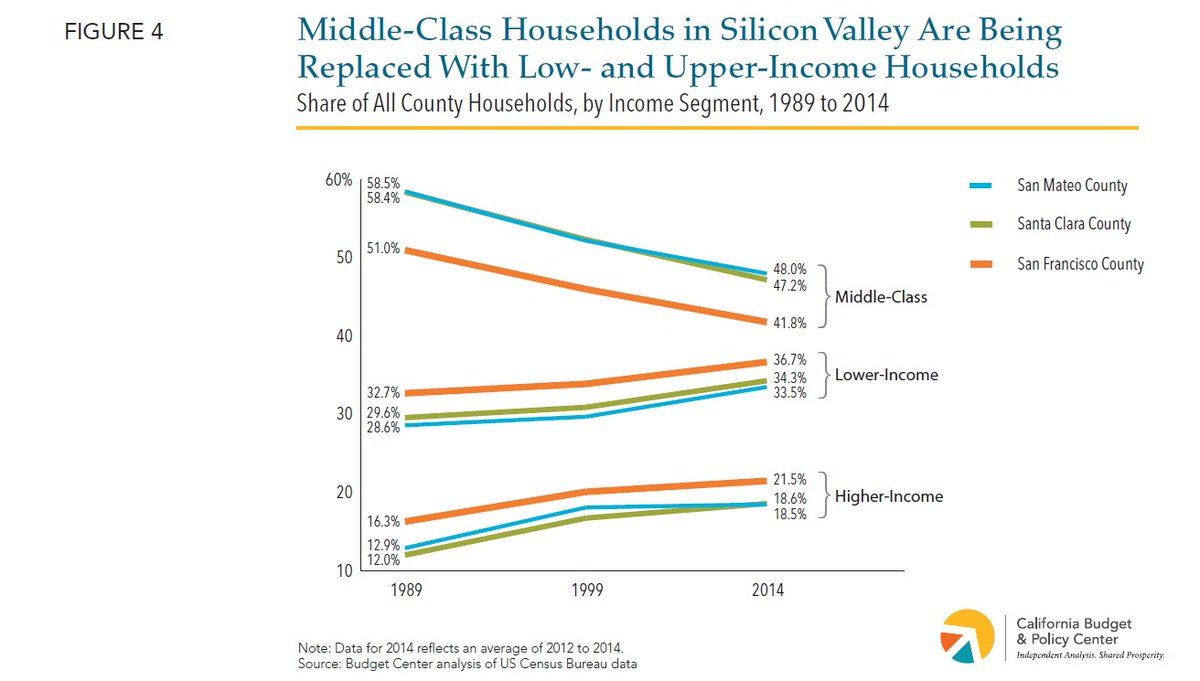 FIGURE 4
Middle-Class Households in Silicon Valley Are Being
Replaced With Low- and Upper-Income Households
Share of All County Households, by Income Segment, 1989 to 2014
60%
50
40
30
20
10
58.5%
58.4%
51.0%
32.7%
29.6%
28.6%
16.3%
12.9%
12.0%
48.0%
47.2%
41.8%
Middle-Class
36.7%
34.3%
33.5%
Lower-Income
21.5%
18.6%
18.5%
Higher-Income
1989
1999
2014
San Mateo County
Santa Clara County
San Francisco County
Note: Data for 2014 reflects an average of 2012 to 2014.
Source: Budget Center analysis of US Census Bureau data
California Budget
& Policy Center
Independent Analysis. Shared Prosperity.